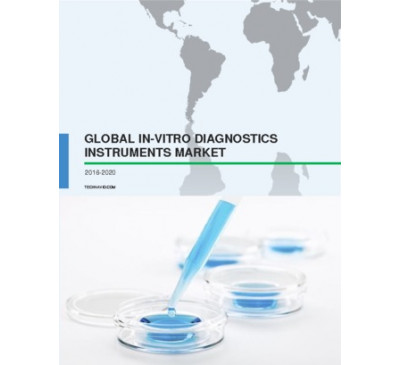 GLOBAL IN-VITRO DIAGNOSTICS
INSTRUMENTS MARKET
2016-2020
TECHNAVIO.COM